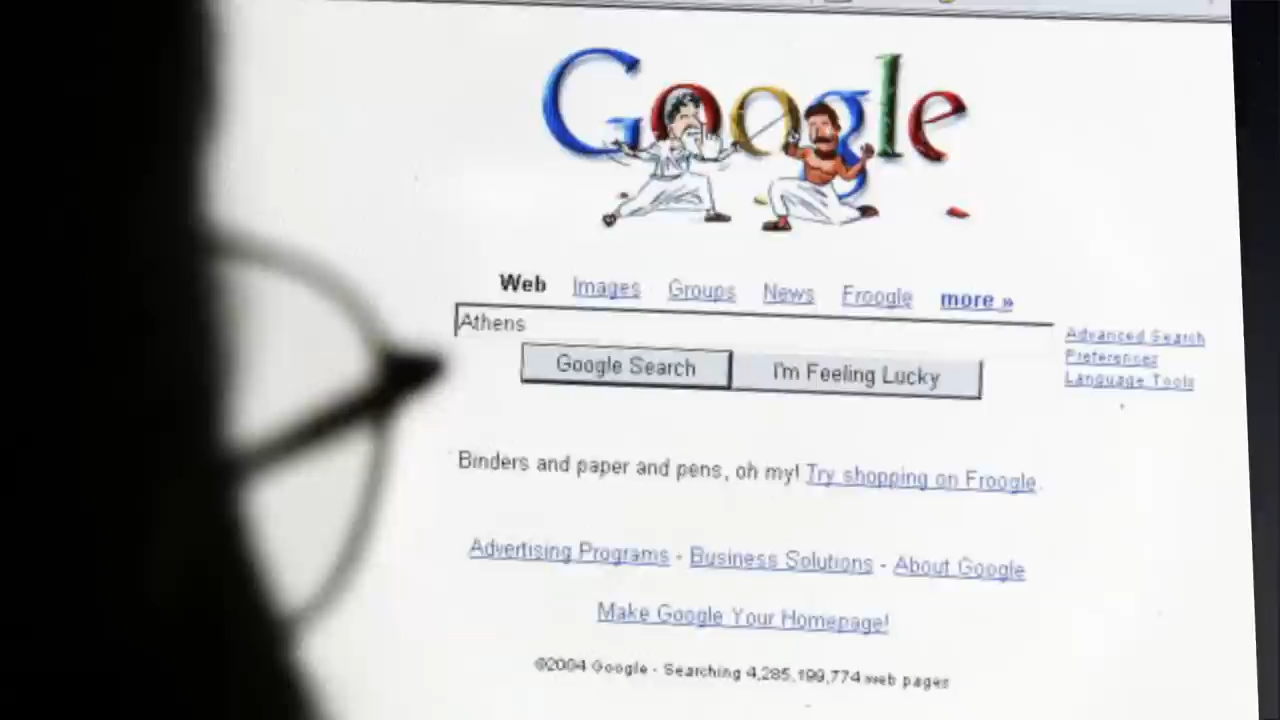 Google
Web Images Groups News Froogle more »
Athens
Advanced Search
Preferences
Language Tools
Google Search I'm Feeling Lucky
Binders and paper and pens, oh my! Try shopping on Froogle.
Advertising Programs - Business Solutions - About Google
Make Google Your Homepage!
©2004 Google - Searching 4,285,199,774 web pages